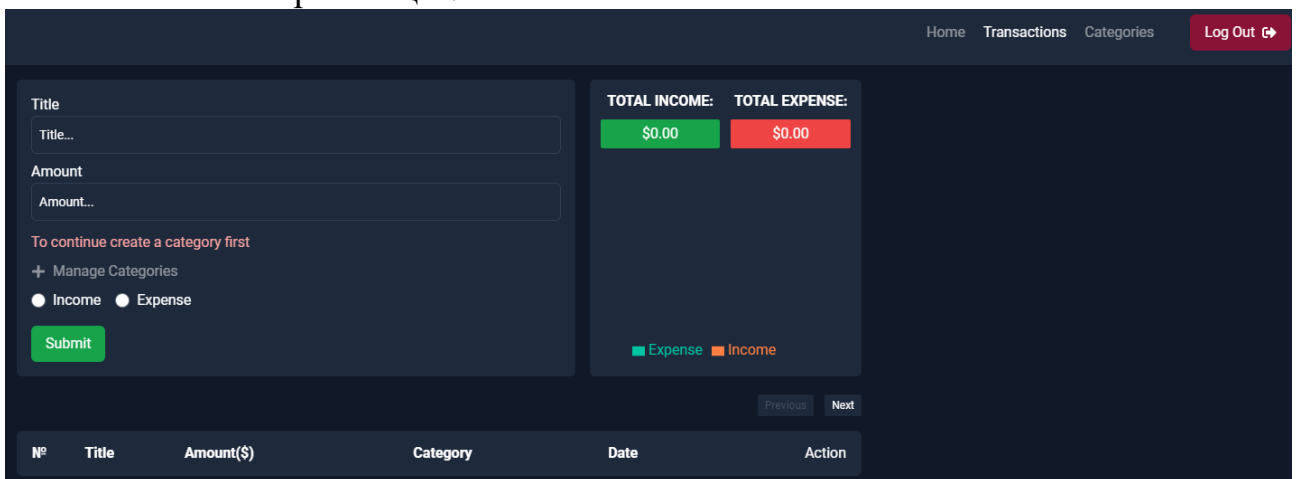 Home Transactions Categories Log Out
Title
Title...
Amount
Amount...
To continue create a category first
Manage Categories
Income Expense
Submit
TOTAL INCOME: TOTAL EXPENSE:
$0.00 $0.00
Expense Income
Previous Next
№ Title Amount($) Category Date Action